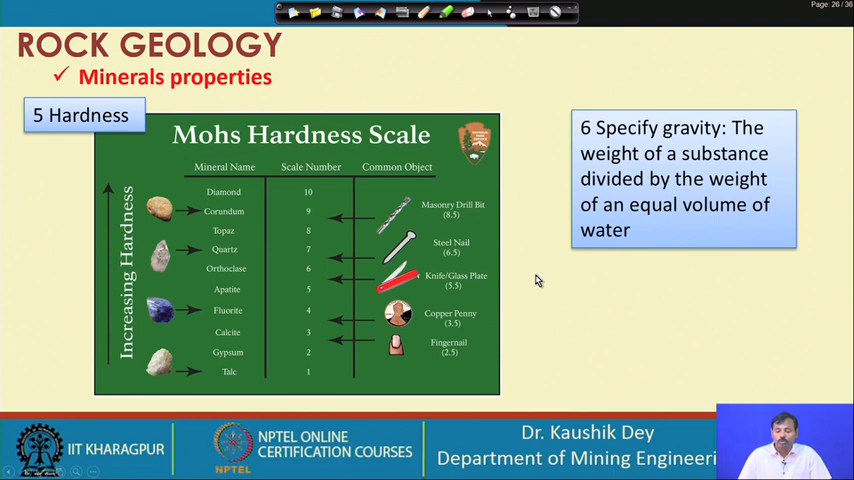 Page: 26 / 36
ROCK GEOLOGY
✓ Minerals properties
5 Hardness
Mohs Hardness Scale
Mineral Name Scale Number Common Object
Increasing Hardness
Diamond 10
Corundum 9
Masonry Drill Bit
(8.5)
Topaz 8
Quartz 7
Steel Nail
(6.5)
Orthoclase 6
Knife/Glass Plate
(5.5)
Apatite 5
Fluorite 4
Copper Penny
(3.5)
Calcite 3
Fingernail
(2.5)
Gypsum 2
Talc 1
6 Specify gravity: The
weight of a substance
divided by the weight
of an equal volume of
water
IIT KHARAGPUR
NPTEL
NPTEL ONLINE
CERTIFICATION COURSES
Dr. Kaushik Dey
Department of Mining Engineeri